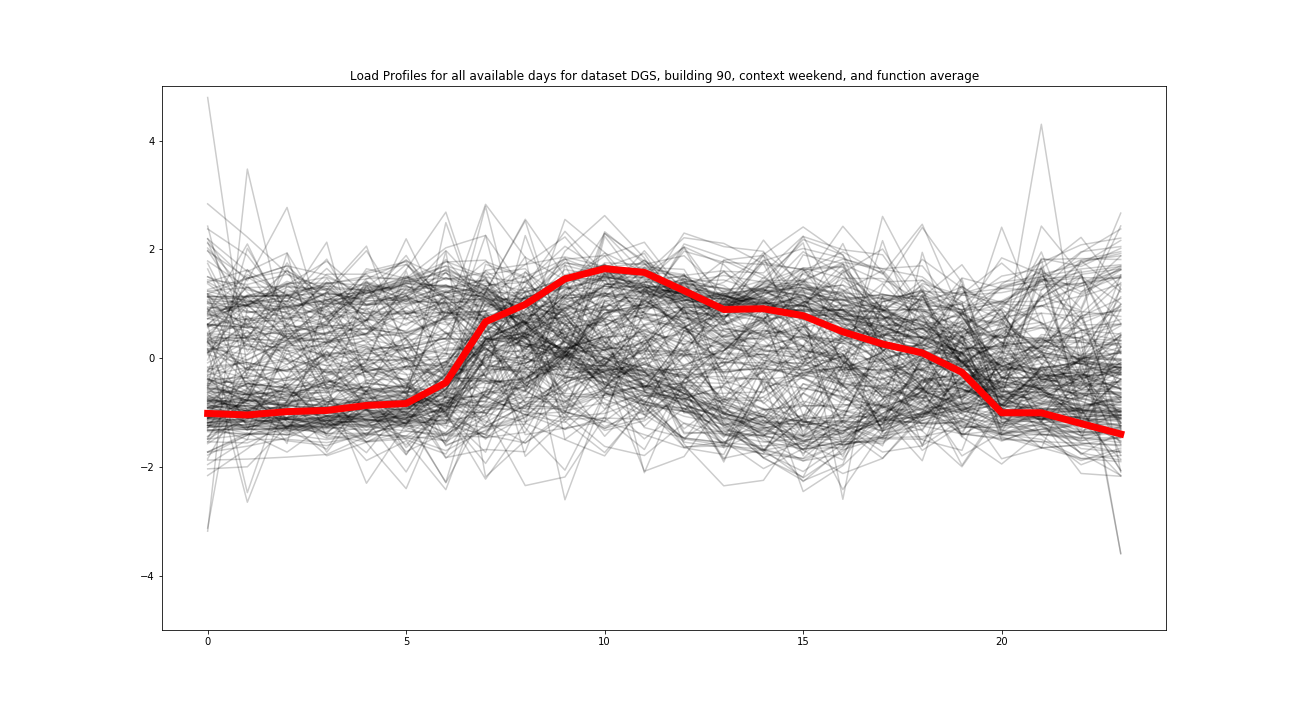 Load Profiles for all available days for dataset DGS, building 90, context weekend, and function average
4
2
0
−2
−4
0 5 10 15 20